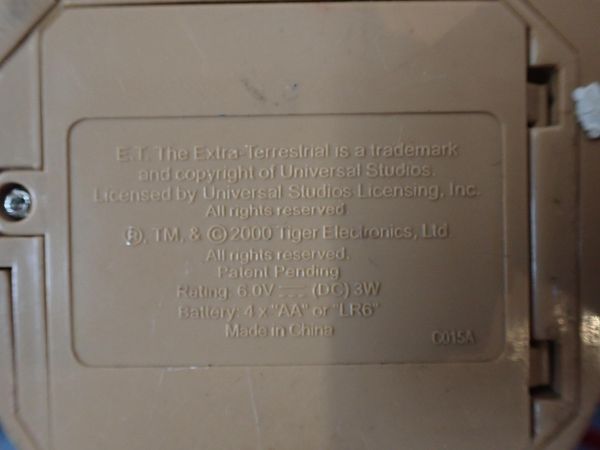 E.T. The Extra-Terrestrial is a trademark
and copyright of Universal Studios.
Licensed by Universal Studios Licensing, Inc.
All rights reserved
®, TM, & © 2000 Tiger Electronics, Ltd.
All rights reserved.
Patent Pending
Rating: 6.0V ⎓ (DC) 3W
Battery: 4 x "AA" or "LR6"
Made in China
C015A